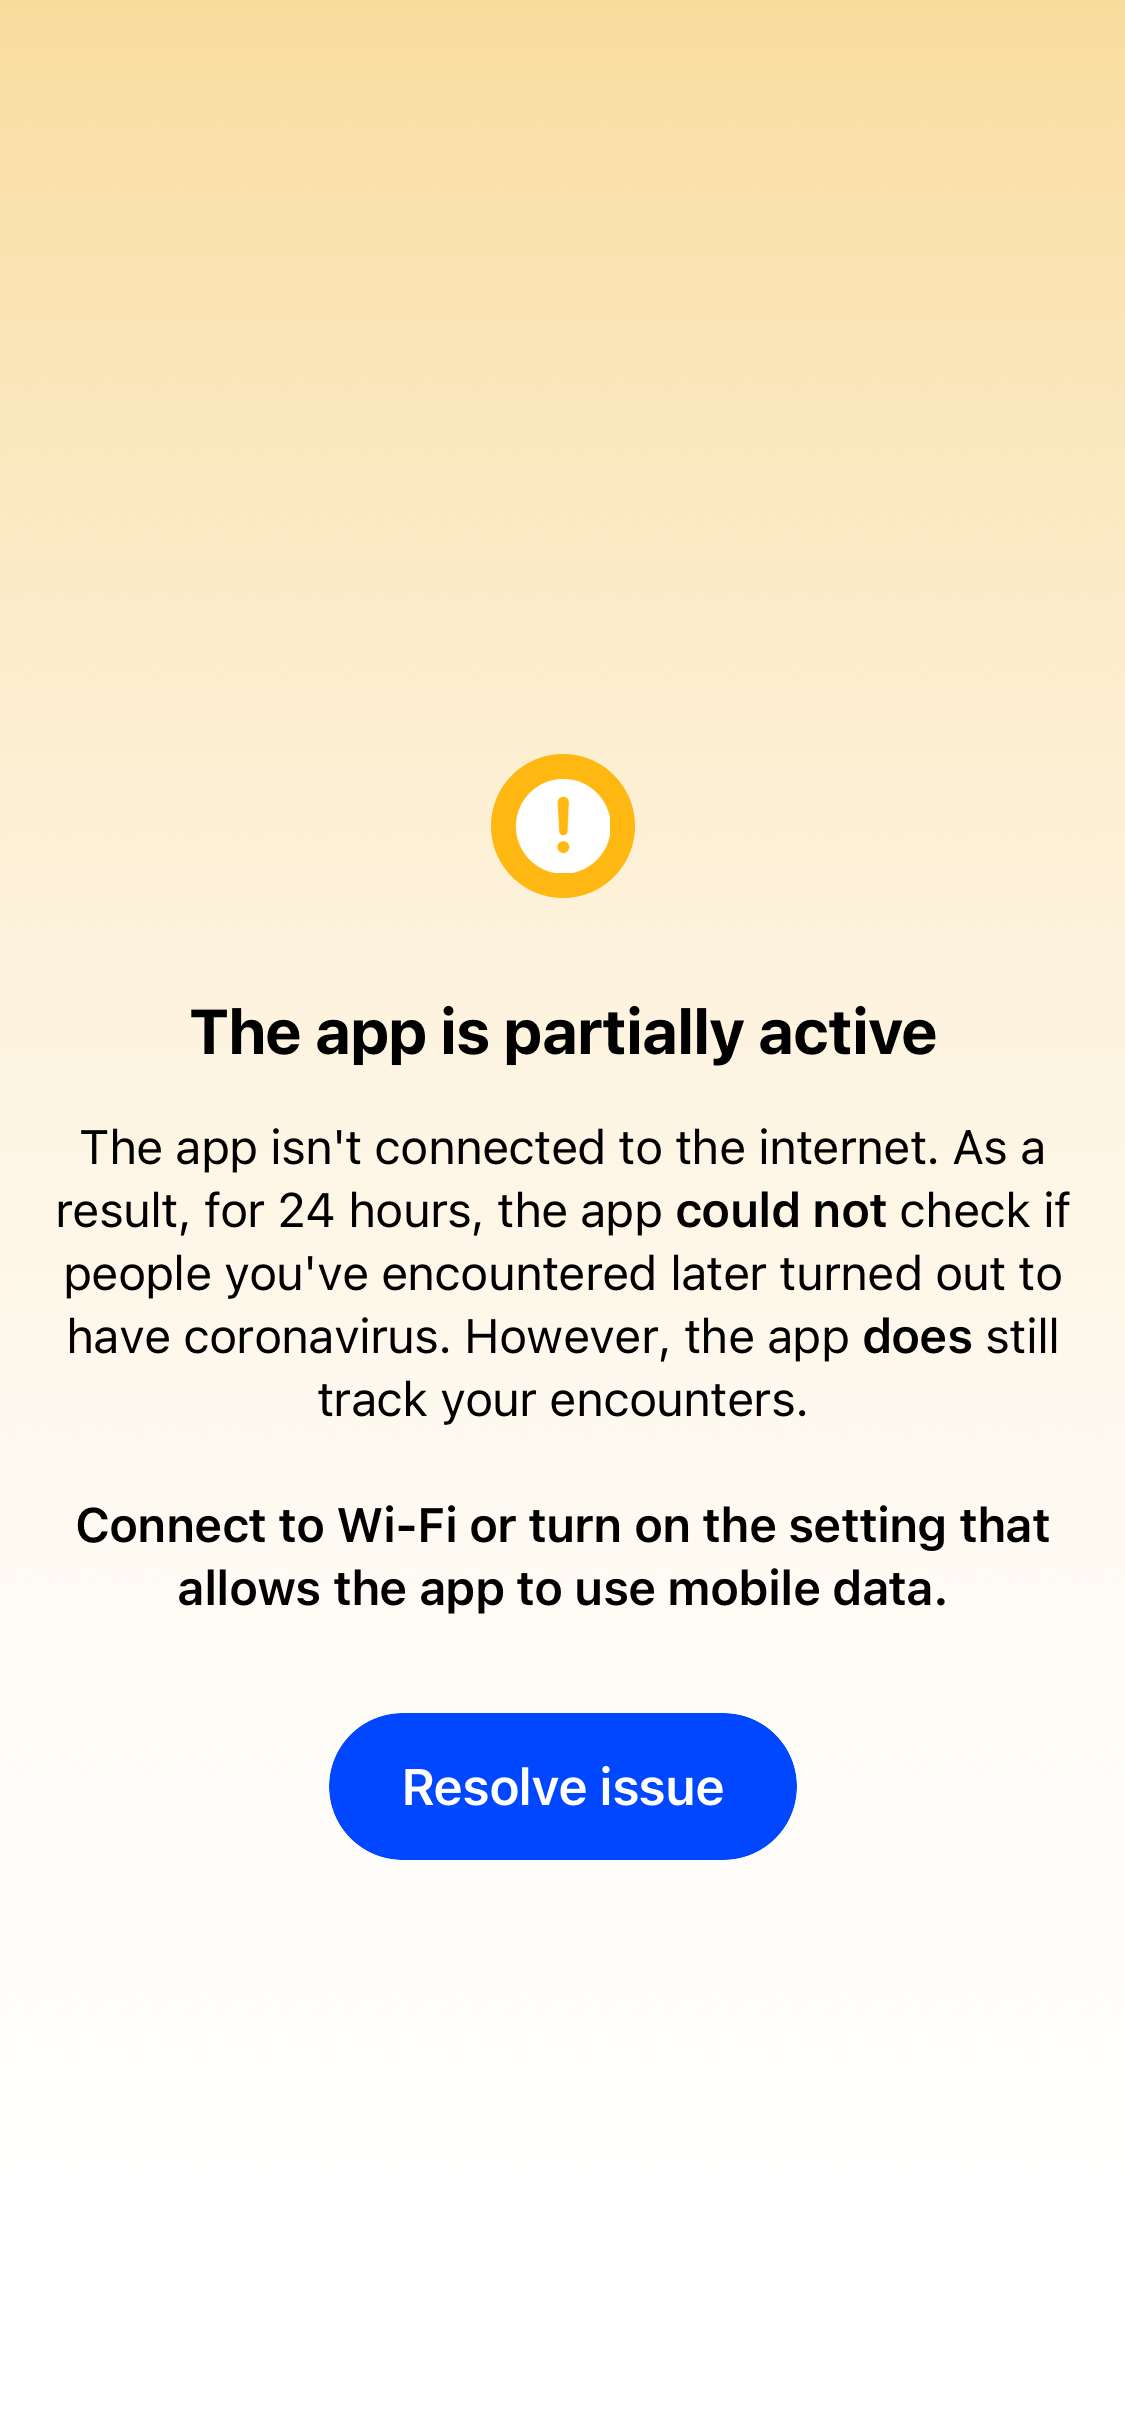 The app is partially active
The app isn't connected to the internet. As a
result, for 24 hours, the app could not check if
people you've encountered later turned out to
have coronavirus. However, the app does still
track your encounters.
Connect to Wi-Fi or turn on the setting that
allows the app to use mobile data.
Resolve issue